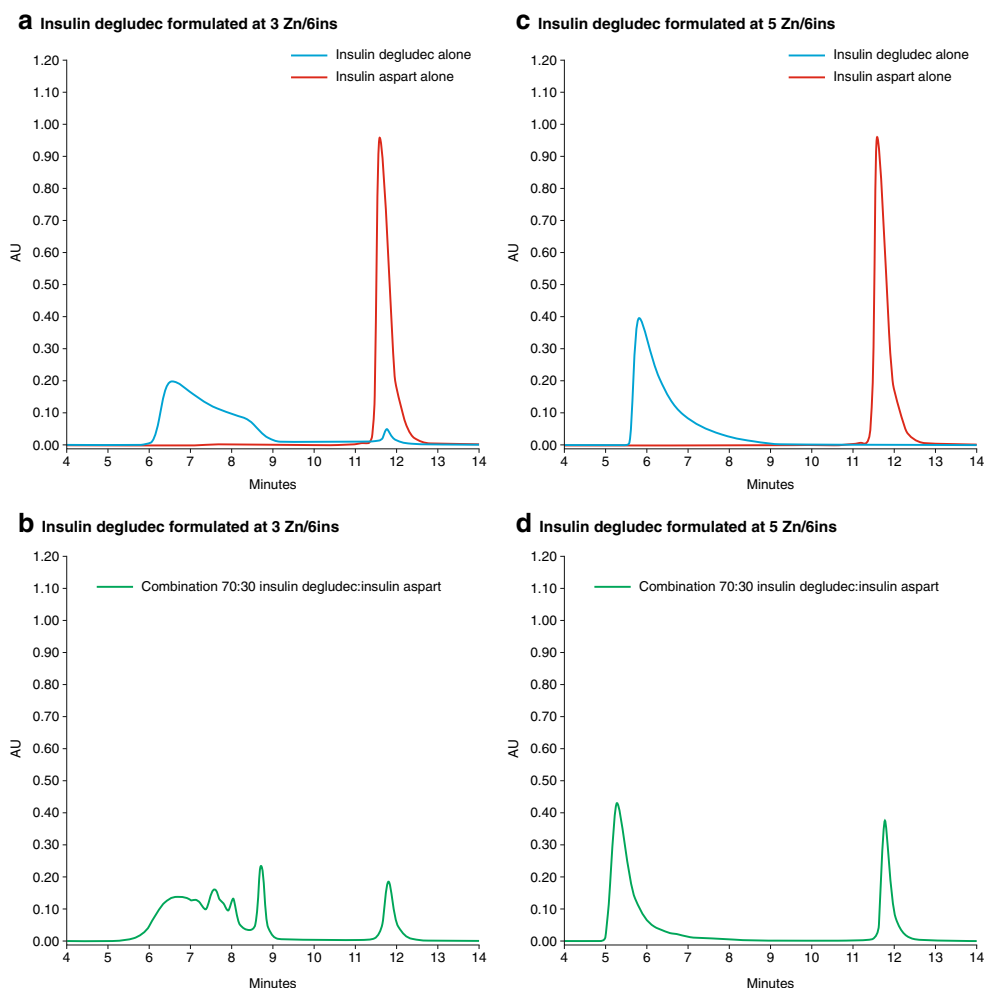 a Insulin degludec formulated at 3 Zn/6ins
Insulin degludec alone
Insulin aspart alone
1.20
1.10
1.00
0.90
0.80
0.70
0.60
0.50
0.40
0.30
0.20
0.10
0.00
AU
4 5 6 7 8 9 10 11 12 13 14
Minutes
c Insulin degludec formulated at 5 Zn/6ins
Insulin degludec alone
Insulin aspart alone
1.20
1.10
1.00
0.90
0.80
0.70
0.60
0.50
0.40
0.30
0.20
0.10
0.00
AU
4 5 6 7 8 9 10 11 12 13 14
Minutes
b Insulin degludec formulated at 3 Zn/6ins
Combination 70:30 insulin degludec:insulin aspart
1.20
1.10
1.00
0.90
0.80
0.70
0.60
0.50
0.40
0.30
0.20
0.10
0.00
AU
4 5 6 7 8 9 10 11 12 13 14
Minutes
d Insulin degludec formulated at 5 Zn/6ins
Combination 70:30 insulin degludec:insulin aspart
1.20
1.10
1.00
0.90
0.80
0.70
0.60
0.50
0.40
0.30
0.20
0.10
0.00
AU
4 5 6 7 8 9 10 11 12 13 14
Minutes